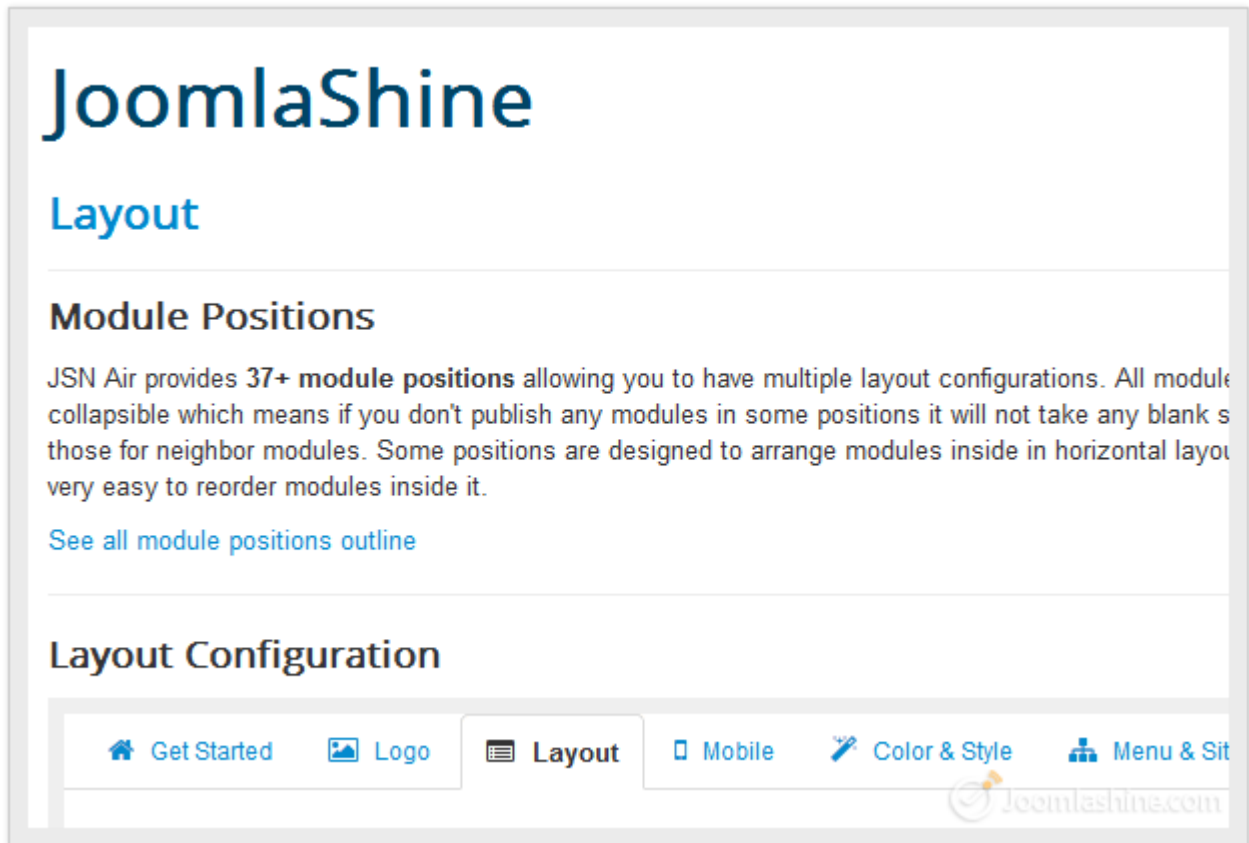 JoomlaShine
Layout
Module Positions
JSN Air provides 37+ module positions allowing you to have multiple layout configurations. All module
collapsible which means if you don't publish any modules in some positions it will not take any blank s
those for neighbor modules. Some positions are designed to arrange modules inside in horizontal layou
very easy to reorder modules inside it.
See all module positions outline
Layout Configuration
Get Started Logo Layout Mobile Color & Style Menu & Sit
Joomlashine.com